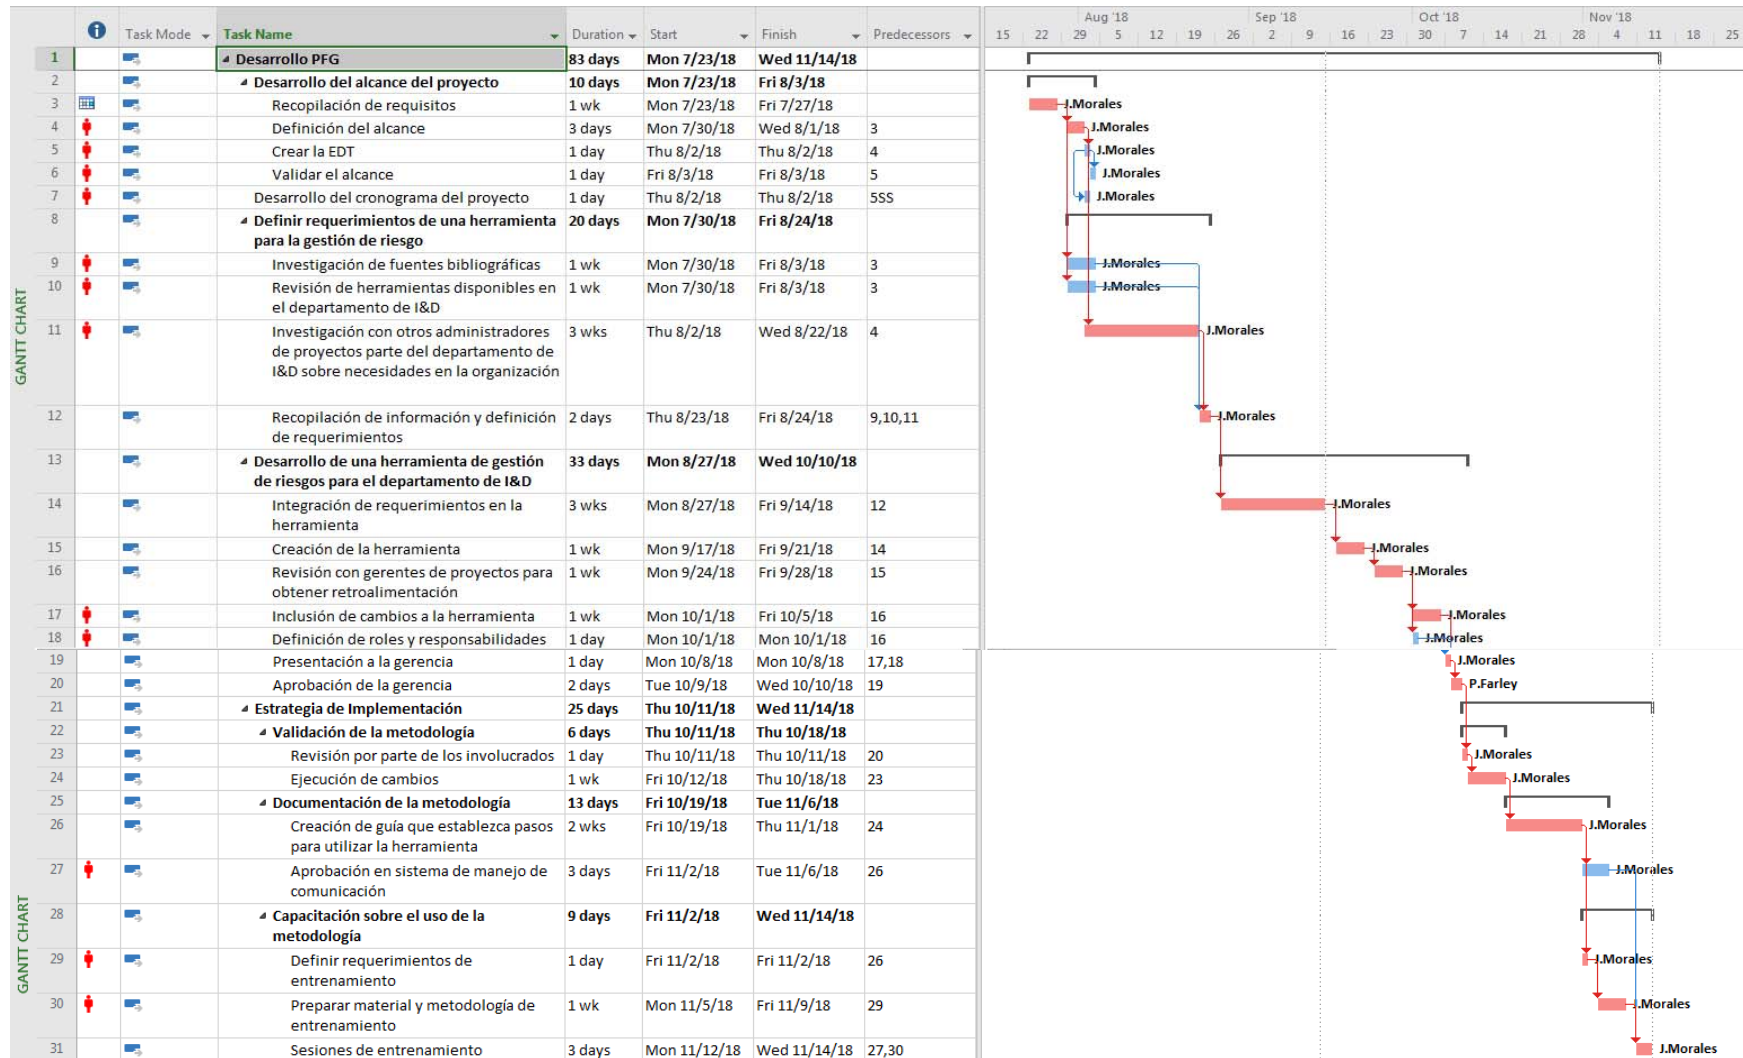 Aug '18 Sep '18 Oct '18 Nov '18
Task Mode Task Name Duration Start Finish Predecessors 15 22 29 5 12 19 26 2 9 16 23 30 7 14 21 28 4 11 18 25
1 Desarrollo PFG 83 days Mon 7/23/18 Wed 11/14/18
2 Desarrollo del alcance del proyecto 10 days Mon 7/23/18 Fri 8/3/18
3 Recopilación de requisitos 1 wk Mon 7/23/18 Fri 7/27/18 J.Morales
4 Definición del alcance 3 days Mon 7/30/18 Wed 8/1/18 3 J.Morales
5 Crear la EDT 1 day Thu 8/2/18 Thu 8/2/18 4 J.Morales
6 Validar el alcance 1 day Fri 8/3/18 Fri 8/3/18 5 J.Morales
7 Desarrollo del cronograma del proyecto 1 day Thu 8/2/18 Thu 8/2/18 5SS J.Morales
8 Definir requerimientos de una herramienta 20 days Mon 7/30/18 Fri 8/24/18
para la gestión de riesgo
9 Investigación de fuentes bibliográficas 1 wk Mon 7/30/18 Fri 8/3/18 3 J.Morales
10 Revisión de herramientas disponibles en 1 wk Mon 7/30/18 Fri 8/3/18 3 J.Morales
el departamento de I&D
11 Investigación con otros administradores 3 wks Thu 8/2/18 Wed 8/22/18 4 J.Morales
de proyectos parte del departamento de
I&D sobre necesidades en la organización
GANTT CHART
12 Recopilación de información y definición 2 days Thu 8/23/18 Fri 8/24/18 9,10,11 J.Morales
de requerimientos
13 Desarrollo de una herramienta de gestión 33 days Mon 8/27/18 Wed 10/10/18
de riesgos para el departamento de I&D
14 Integración de requerimientos en la 3 wks Mon 8/27/18 Fri 9/14/18 12 J.Morales
herramienta
15 Creación de la herramienta 1 wk Mon 9/17/18 Fri 9/21/18 14 J.Morales
16 Revisión con gerentes de proyectos para 1 wk Mon 9/24/18 Fri 9/28/18 15 J.Morales
obtener retroalimentación
17 Inclusión de cambios a la herramienta 1 wk Mon 10/1/18 Fri 10/5/18 16 J.Morales
18 Definición de roles y responsabilidades 1 day Mon 10/1/18 Mon 10/1/18 16 J.Morales
19 Presentación a la gerencia 1 day Mon 10/8/18 Mon 10/8/18 17,18 J.Morales
20 Aprobación de la gerencia 2 days Tue 10/9/18 Wed 10/10/18 19 P.Farley
21 Estrategia de Implementación 25 days Thu 10/11/18 Wed 11/14/18
22 Validación de la metodología 6 days Thu 10/11/18 Thu 10/18/18
23 Revisión por parte de los involucrados 1 day Thu 10/11/18 Thu 10/11/18 20 J.Morales
24 Ejecución de cambios 1 wk Fri 10/12/18 Thu 10/18/18 23 J.Morales
25 Documentación de la metodología 13 days Fri 10/19/18 Tue 11/6/18
26 Creación de guía que establezca pasos 2 wks Fri 10/19/18 Thu 11/1/18 24 J.Morales
para utilizar la herramienta
27 Aprobación en sistema de manejo de 3 days Fri 11/2/18 Tue 11/6/18 26 J.Morales
comunicación
28 Capacitación sobre el uso de la 9 days Fri 11/2/18 Wed 11/14/18
metodología
GANTT CHART
29 Definir requerimientos de 1 day Fri 11/2/18 Fri 11/2/18 26 J.Morales
entrenamiento
30 Preparar material y metodología de 1 wk Mon 11/5/18 Fri 11/9/18 29 J.Morales
entrenamiento
31 Sesiones de entrenamiento 3 days Mon 11/12/18 Wed 11/14/18 27,30 J.Morales